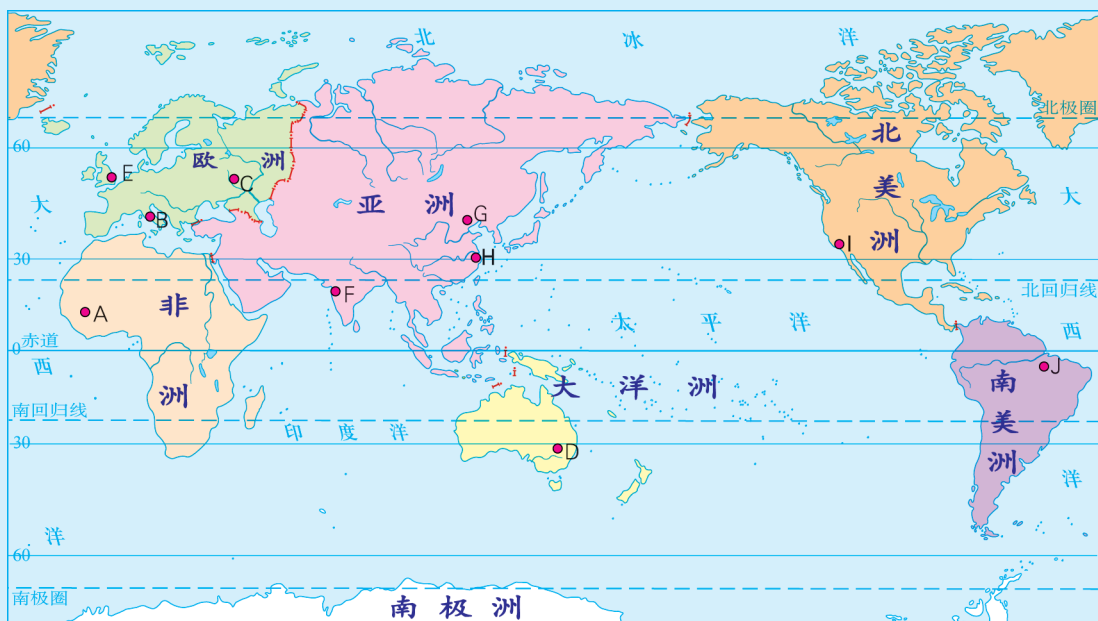 北 冰 洋
北极圈
60
欧 洲
北 美 洲
E
C
大
亚 洲
大
B
G
I
30
H
北回归线
F
非 洲
A
太 平 洋
西
赤道
0
西
J
大 洋 洲
南 美 洲
南回归线
印 度 洋
30
D
洋
洋
60
南极圈
南 极 洲